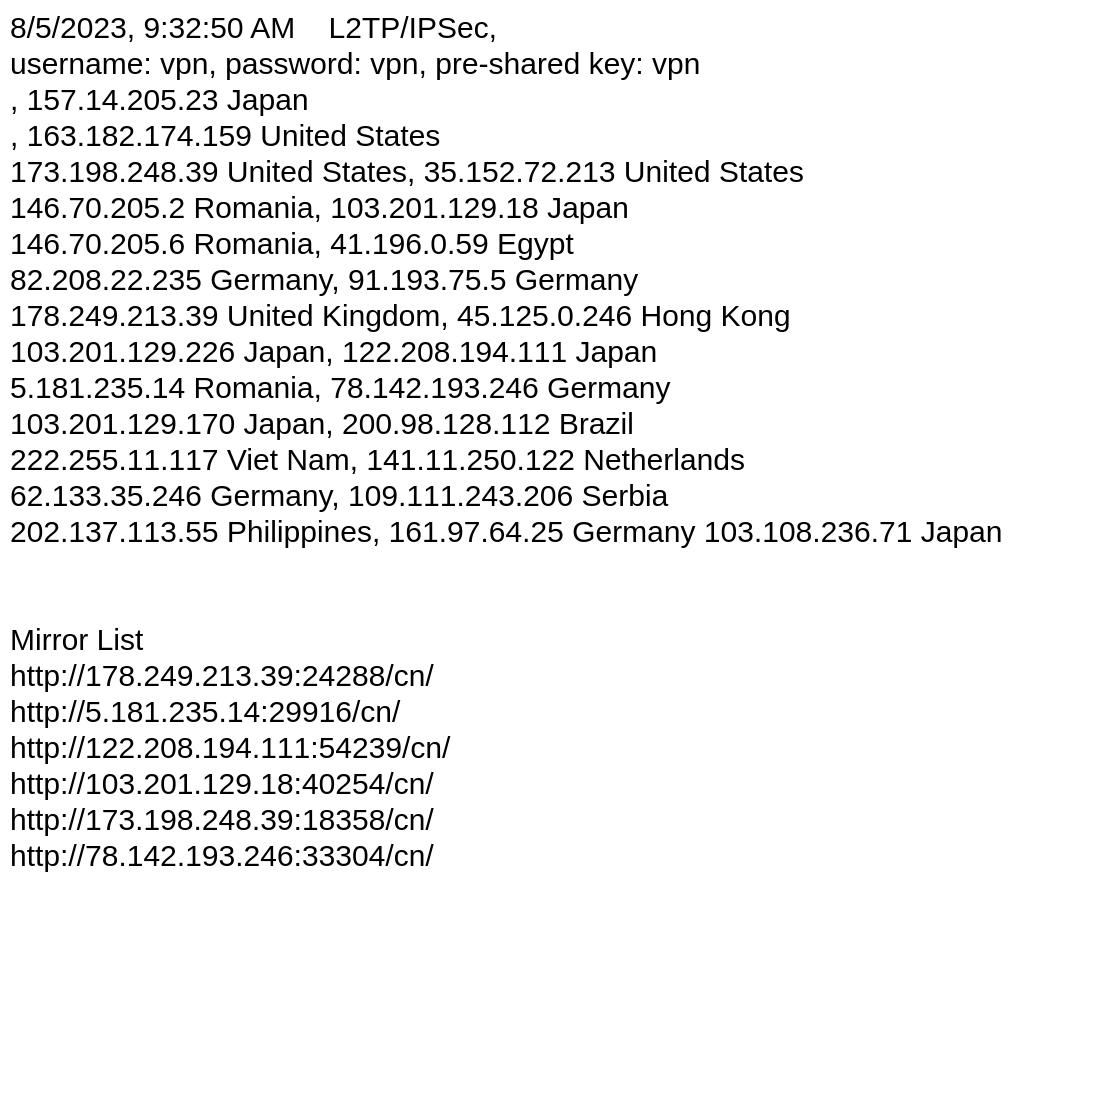 8/5/2023, 9:32:50 AM    L2TP/IPSec,
username: vpn, password: vpn, pre-shared key: vpn
, 157.14.205.23 Japan
, 163.182.174.159 United States
173.198.248.39 United States, 35.152.72.213 United States
146.70.205.2 Romania, 103.201.129.18 Japan
146.70.205.6 Romania, 41.196.0.59 Egypt
82.208.22.235 Germany, 91.193.75.5 Germany
178.249.213.39 United Kingdom, 45.125.0.246 Hong Kong
103.201.129.226 Japan, 122.208.194.111 Japan
5.181.235.14 Romania, 78.142.193.246 Germany
103.201.129.170 Japan, 200.98.128.112 Brazil
222.255.11.117 Viet Nam, 141.11.250.122 Netherlands
62.133.35.246 Germany, 109.111.243.206 Serbia
202.137.113.55 Philippines, 161.97.64.25 Germany 103.108.236.71 Japan
Mirror List
http://178.249.213.39:24288/cn/
http://5.181.235.14:29916/cn/
http://122.208.194.111:54239/cn/
http://103.201.129.18:40254/cn/
http://173.198.248.39:18358/cn/
http://78.142.193.246:33304/cn/